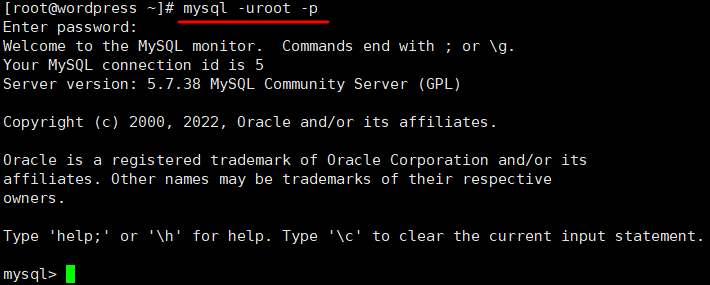 [root@wordpress ~]# mysql -uroot -p
Enter password:
Welcome to the MySQL monitor.  Commands end with ; or \g.
Your MySQL connection id is 5
Server version: 5.7.38 MySQL Community Server (GPL)
Copyright (c) 2000, 2022, Oracle and/or its affiliates.
Oracle is a registered trademark of Oracle Corporation and/or its
affiliates. Other names may be trademarks of their respective
owners.
Type 'help;' or '\h' for help. Type '\c' to clear the current input statement.
mysql>